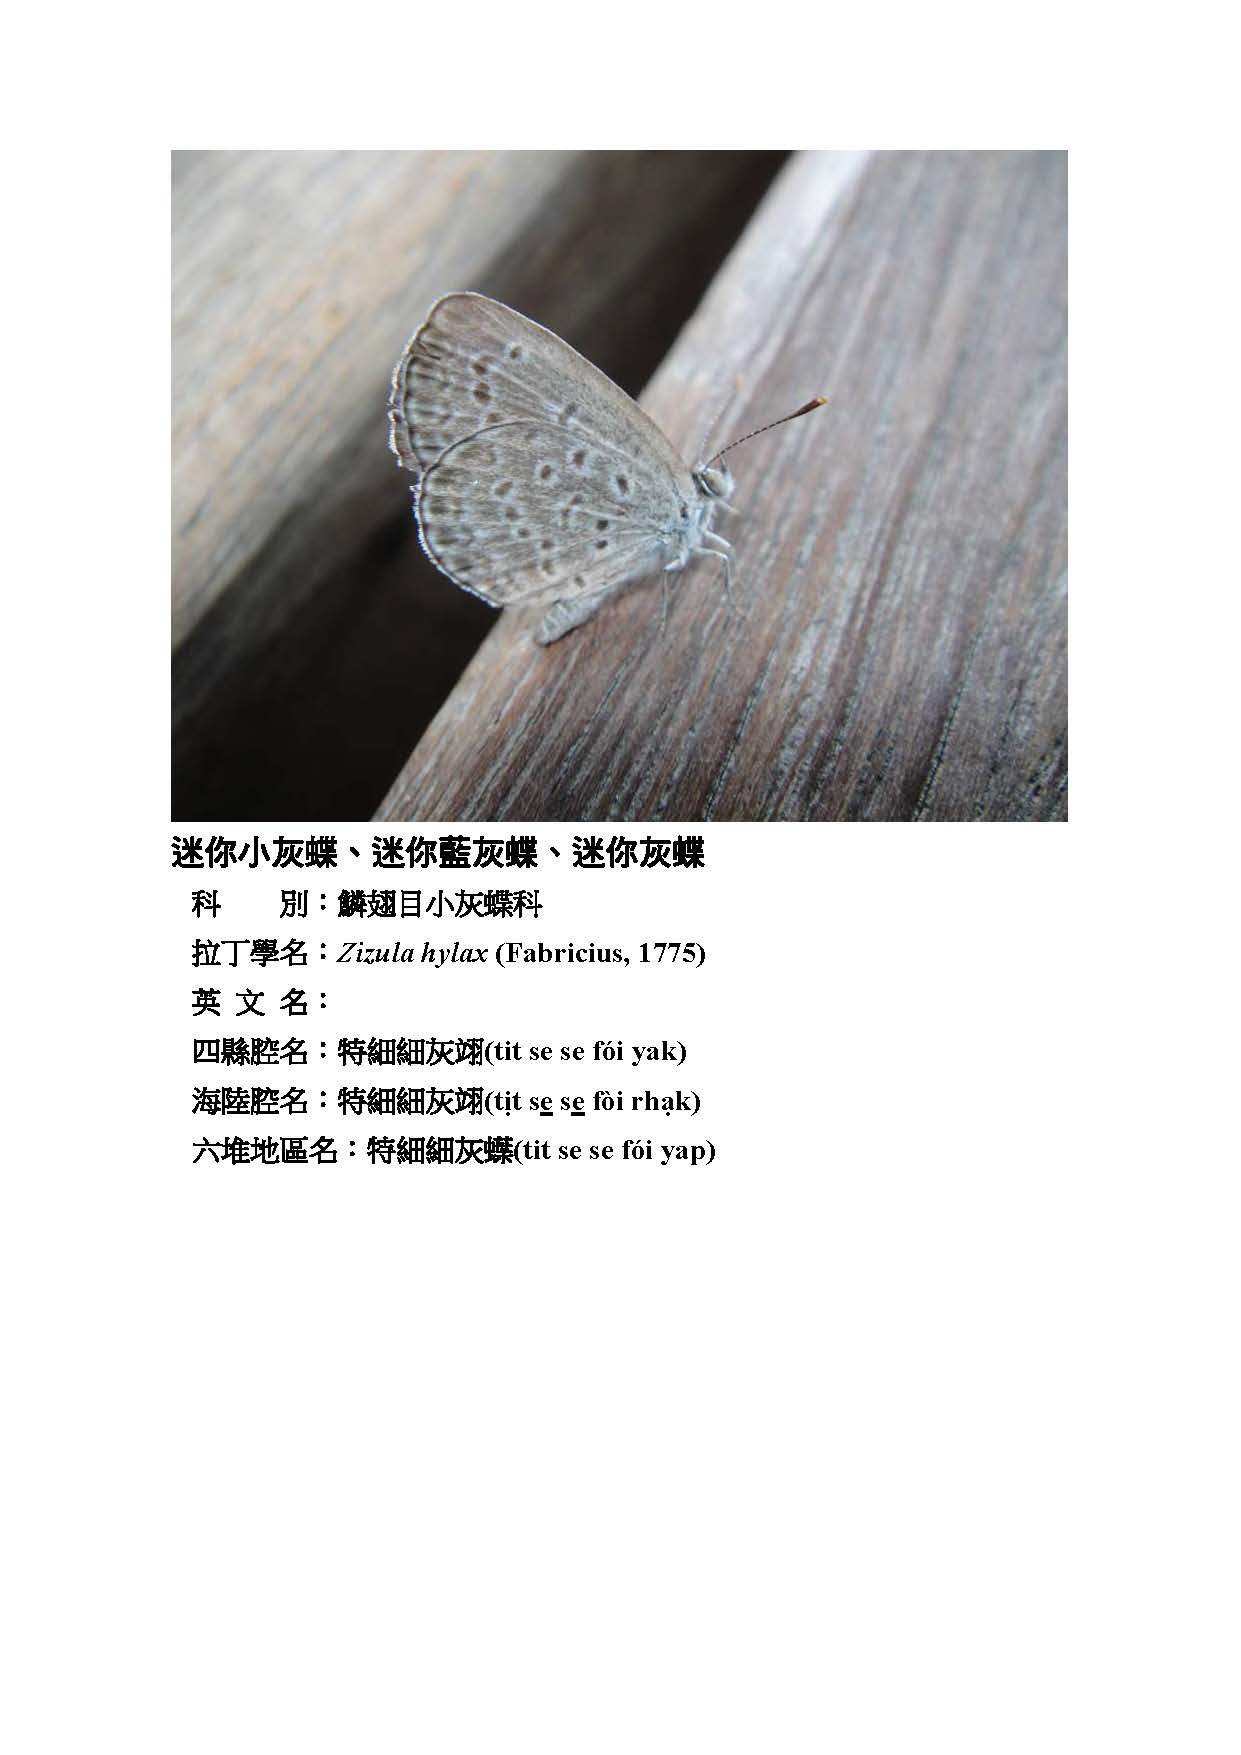 迷你小灰蝶、迷你藍灰蝶、迷你灰蝶
科　　別：鱗翅目小灰蝶科
拉丁學名：Zizula hylax (Fabricius, 1775)
英 文 名：
四縣腔名：特細細灰翊(tit se se fói yak)
海陸腔名：特細細灰翊(tịt se̲ se̲ fòi rhạk)
六堆地區名：特細細灰蝶(tit se se fói yap)